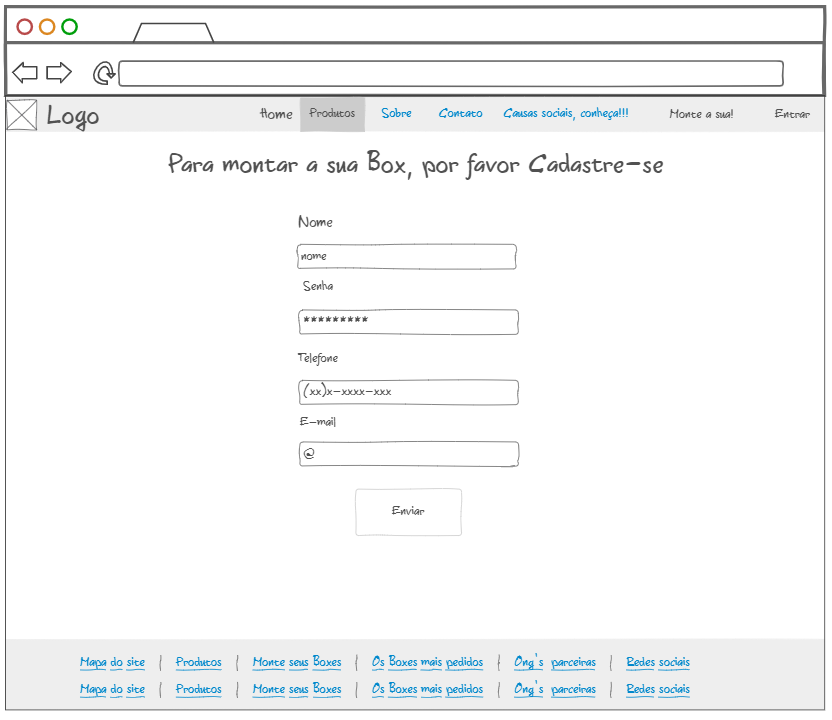 Logo Home Produtos Sobre Contato Causas sociais, conheça!!! Monte a sua! Entrar
Para montar a sua Box, por favor Cadastre-se
Nome
nome
Senha
*********
Telefone
(xx)x-xxxx-xxx
E-mail
@
Enviar
Mapa do site | Produtos | Monte seus Boxes | Os Boxes mais pedidos | Ong's parceiras | Redes sociais
Mapa do site | Produtos | Monte seus Boxes | Os Boxes mais pedidos | Ong's parceiras | Redes sociais